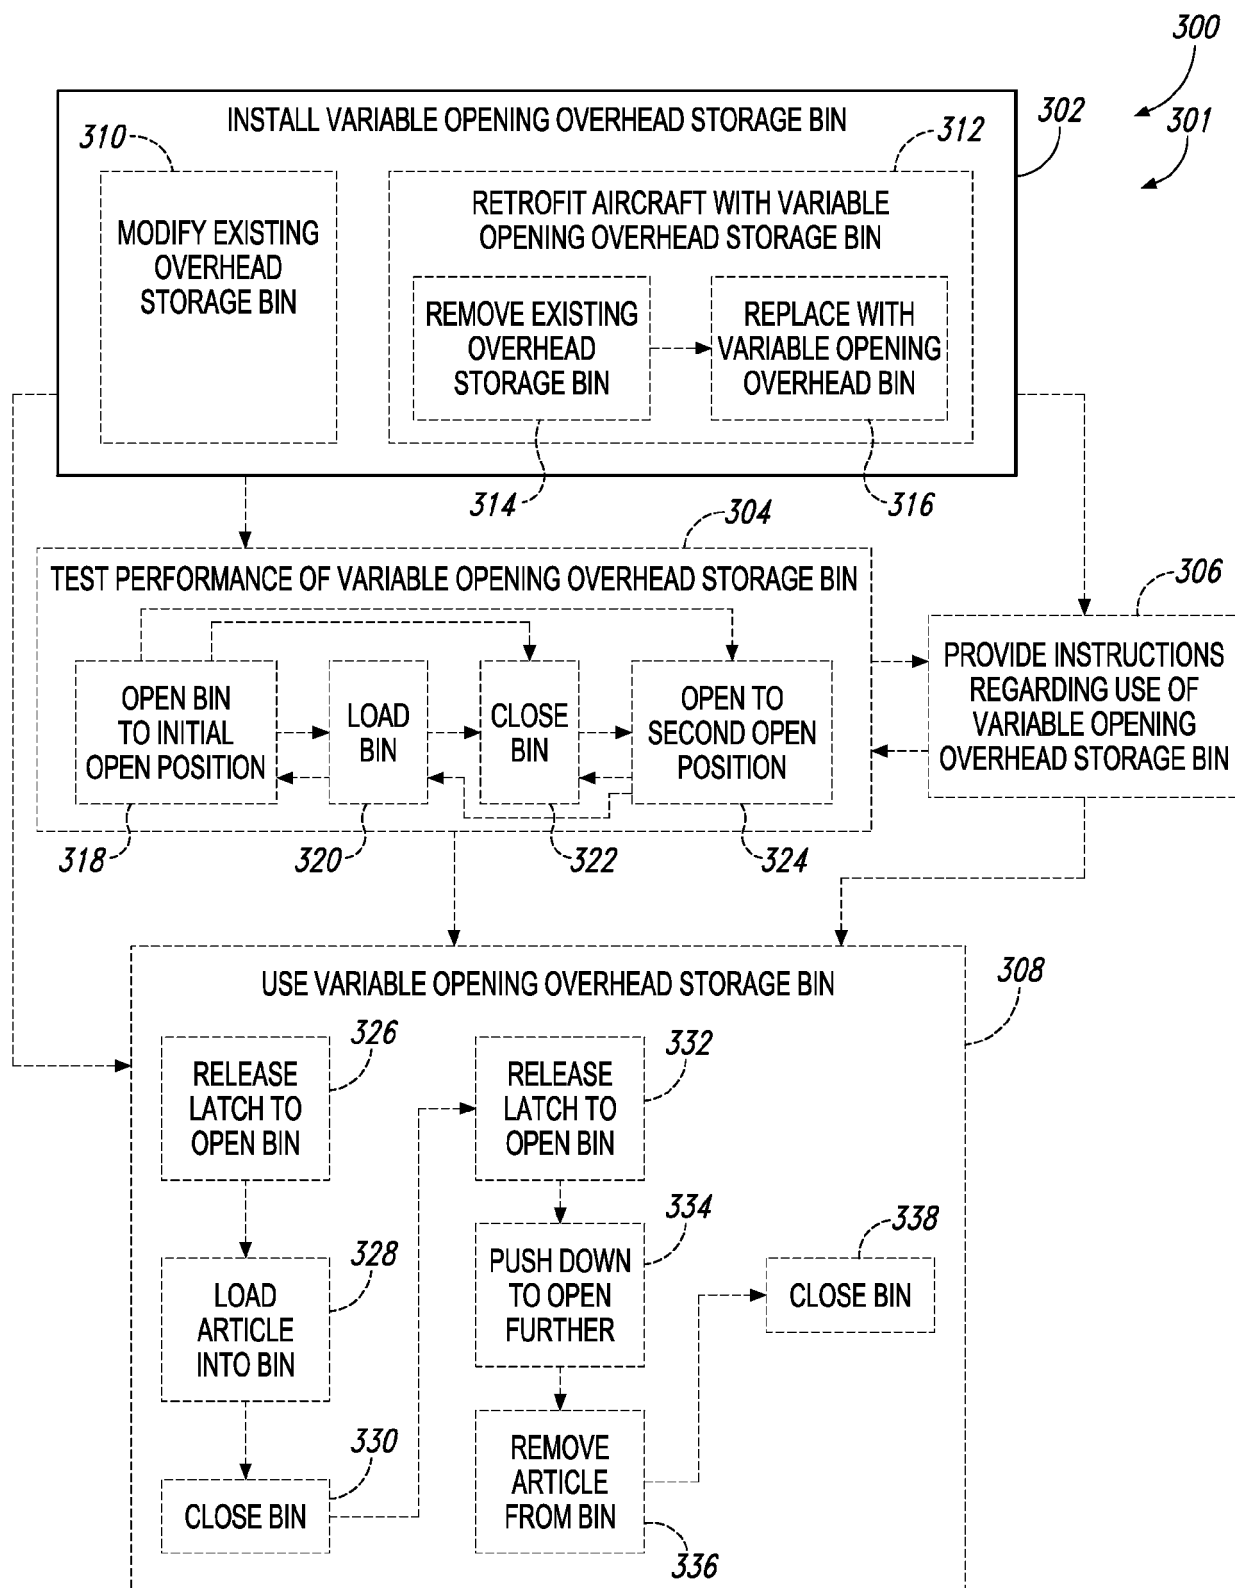 300
INSTALL VARIABLE OPENING OVERHEAD STORAGE BIN
302
301
310
312
MODIFY EXISTING
OVERHEAD
STORAGE BIN
RETROFIT AIRCRAFT WITH VARIABLE
OPENING OVERHEAD STORAGE BIN
REMOVE EXISTING
OVERHEAD
STORAGE BIN
REPLACE WITH
VARIABLE OPENING
OVERHEAD BIN
314
316
304
TEST PERFORMANCE OF VARIABLE OPENING OVERHEAD STORAGE BIN
306
OPEN BIN
TO INITIAL
OPEN POSITION
LOAD
BIN
CLOSE
BIN
OPEN TO
SECOND OPEN
POSITION
PROVIDE INSTRUCTIONS
REGARDING USE OF
VARIABLE OPENING
OVERHEAD STORAGE BIN
318
320
322
324
USE VARIABLE OPENING OVERHEAD STORAGE BIN
308
326
RELEASE
LATCH TO
OPEN BIN
328
LOAD
ARTICLE
INTO BIN
330
CLOSE BIN
332
RELEASE
LATCH TO
OPEN BIN
334
PUSH DOWN
TO OPEN
FURTHER
REMOVE
ARTICLE
FROM BIN
336
338
CLOSE BIN